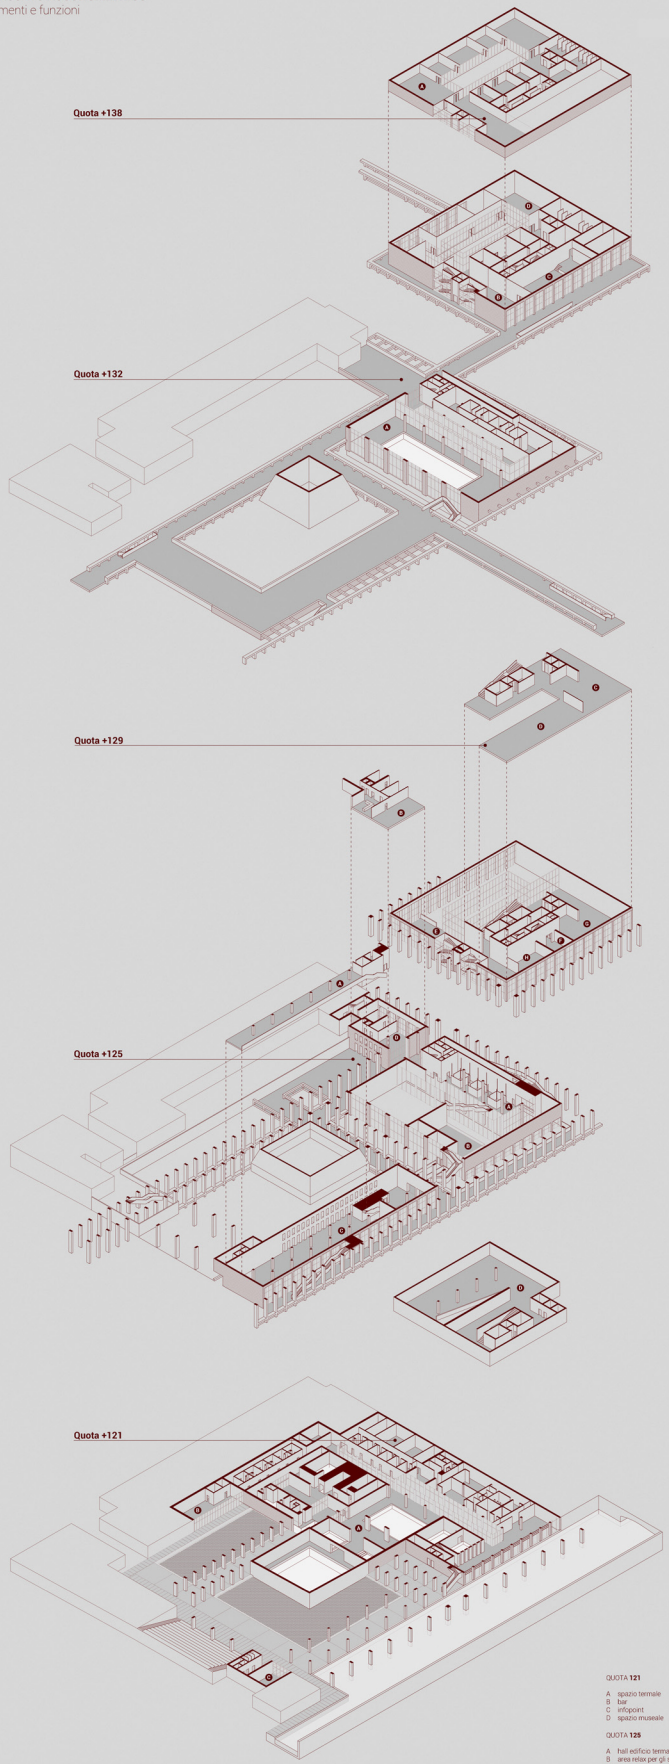 menti e funzioni
Quota +138
A
D
C
B
Quota +132
A
C
D
Quota +129
B
E
G
F
H
A
D
Quota +125
A
B
C
D
Quota +121
B
A
C
QUOTA 121
A spazio termale
B bar
C infopoint
D spazio museale
QUOTA 125
A hall edificio
B area relax per gli